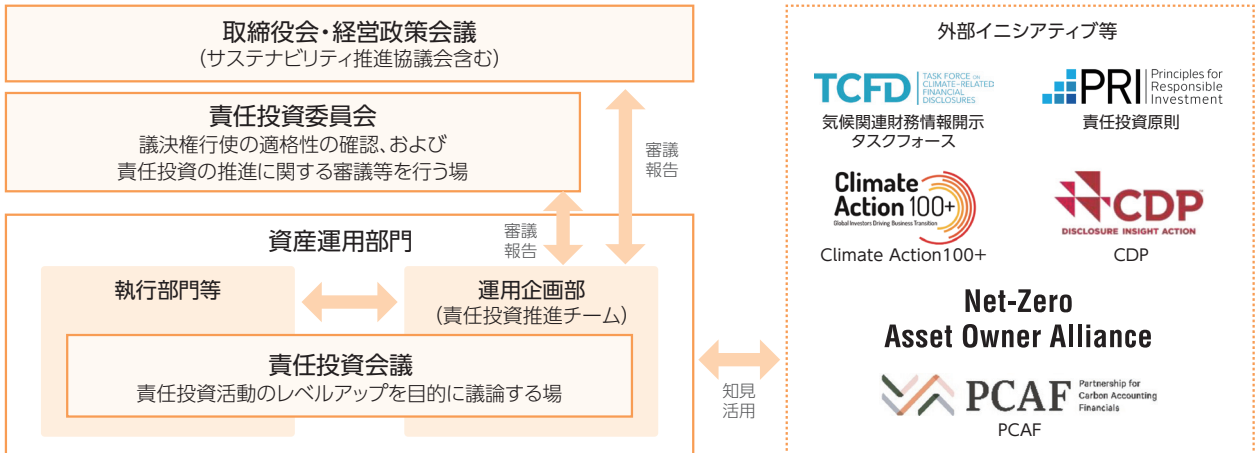 取締役会・経営政策会議
(サステナビリティ推進協議会含む)
責任投資委員会
議決権行使の適格性の確認、および
責任投資の推進に関する審議等を行う場
審議
報告
審議
報告
資産運用部門
執行部門等
運用企画部
(責任投資推進チーム)
責任投資会議
責任投資活動のレベルアップを目的に議論する場
知見
活用
外部イニシアティブ等
TCFD
TASK FORCE ON
CLIMATE-RELATED
FINANCIAL
DISCLOSURES
気候関連財務情報開示
タスクフォース
PRI
Principles for
Responsible
Investment
責任投資原則
Climate
Action 100+
Global Investors Driving Business Transition
Climate Action100+
CDP
DISCLOSURE INSIGHT ACTION
CDP
Net-Zero
Asset Owner Alliance
PCAF
Partnership for
Carbon Accounting
Financials
PCAF